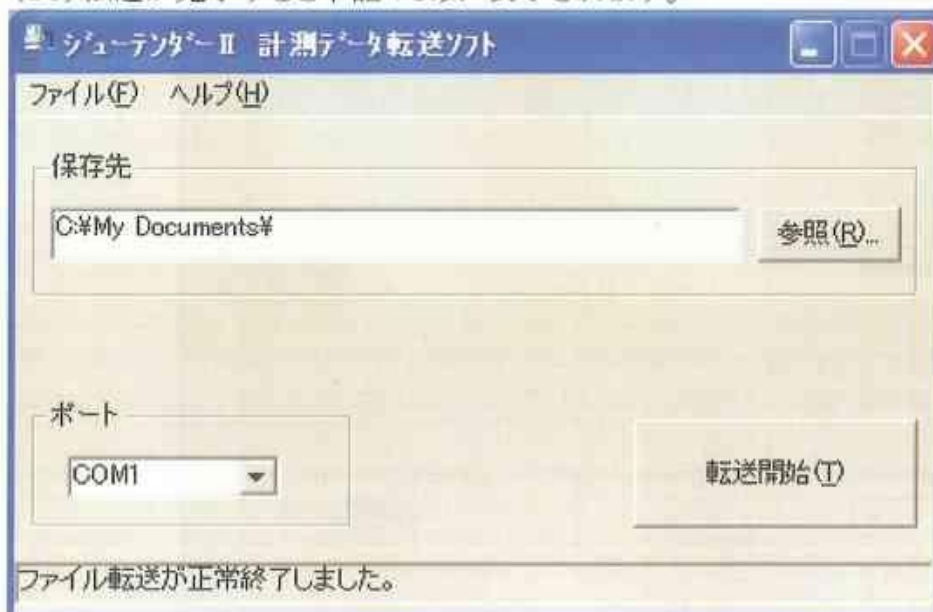 ジューテンダーⅡ 計測データ転送ソフト
ファイル(F) ヘルプ(H)
保存先
C:¥My Documents¥
参照(R)...
ポート
COM1
転送開始(T)
ファイル転送が正常終了しました。